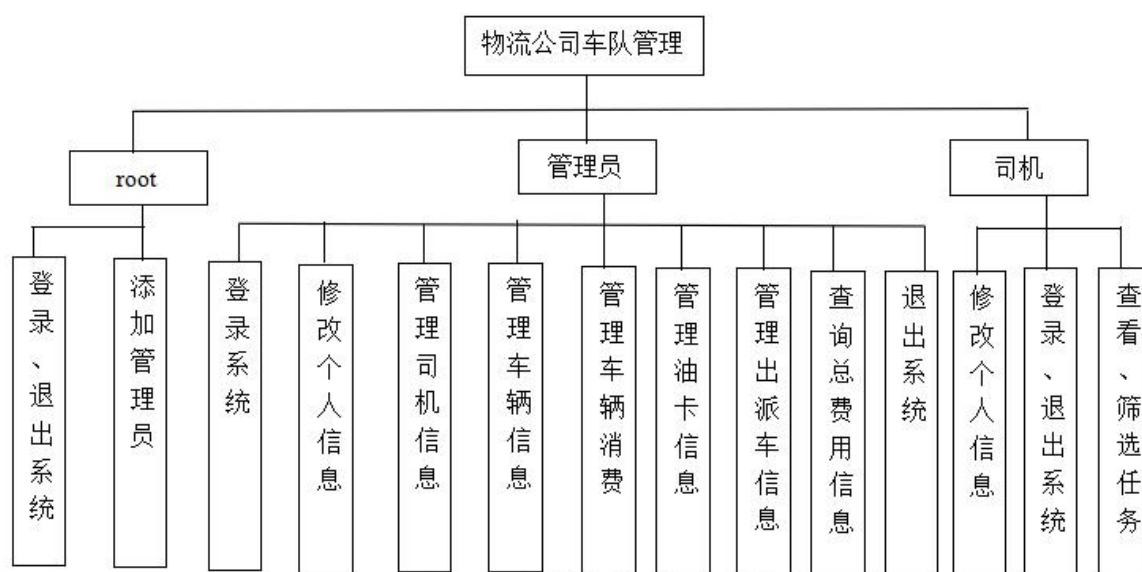 物流公司车队管理
root
管理员
司机
登录、退出系统
添加管理员
登录系统
修改个人信息
管理司机信息
管理车辆信息
管理车辆消费
管理油卡信息
管理出派车信息
查询总费用信息
退出系统
修改个人信息
登录、退出系统
查看、筛选任务